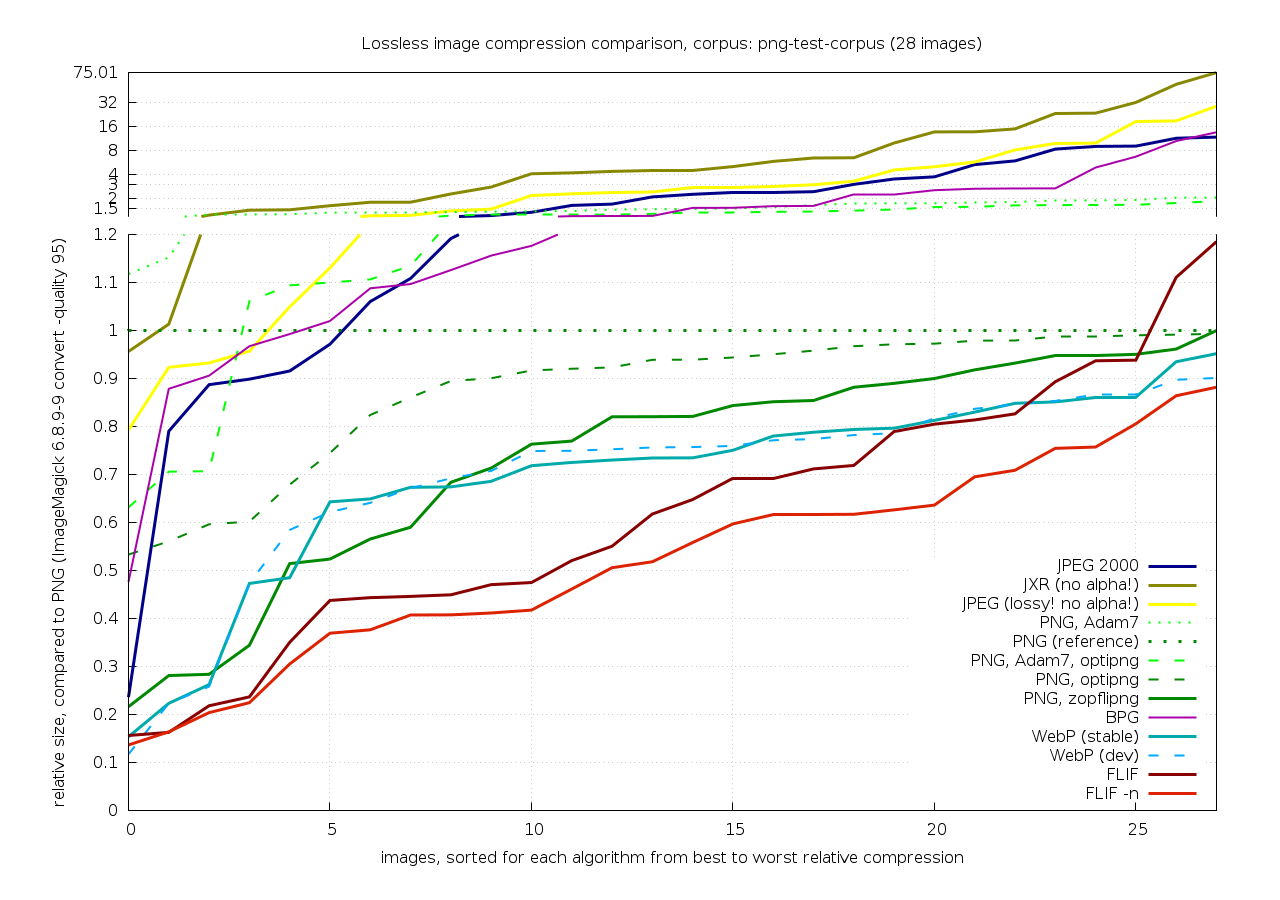 Lossless image compression comparison, corpus: png-test-corpus (28 images)
75.01
32
16
8
4
3
2
1.5
1.2
1.1
1
0.9
0.8
0.7
0.6
0.5
0.4
0.3
0.2
0.1
0
relative size, compared to PNG (ImageMagick 6.8.9-9 convert -quality 95)
JPEG 2000
JXR (no alpha!)
JPEG (lossy! no alpha!)
PNG, Adam7
PNG (reference)
PNG, Adam7, optipng
PNG, optipng
PNG, zopflipng
BPG
WebP (stable)
WebP (dev)
FLIF
FLIF -n
0 5 10 15 20 25
images, sorted for each algorithm from best to worst relative compression